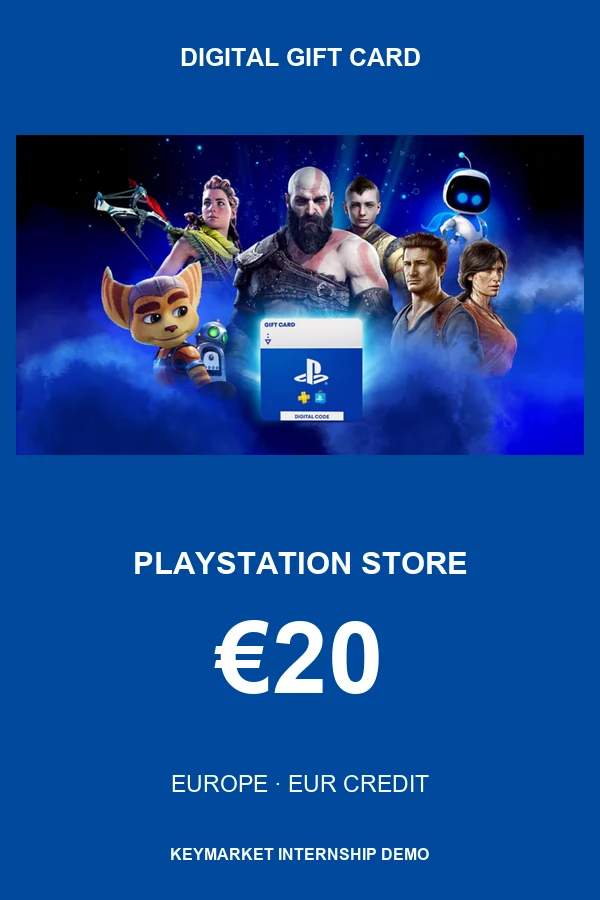 DIGITAL GIFT CARD
GIFT CARD
DIGITAL CODE
PLAYSTATION STORE
€20
EUROPE · EUR CREDIT
KEYMARKET INTERNSHIP DEMO